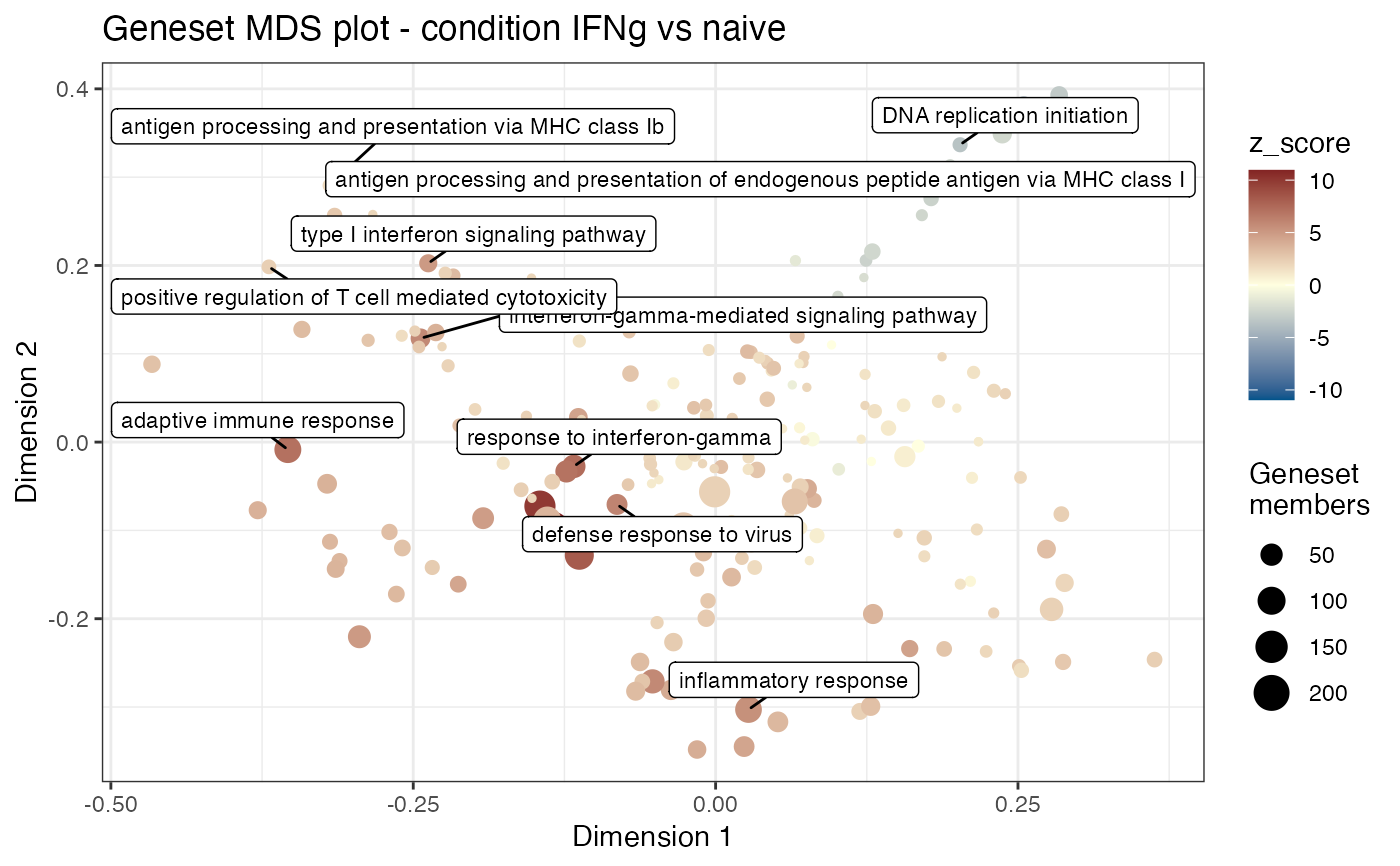 Geneset MDS plot - condition IFNg vs naive
0.4
0.2
0.0
-0.2
Dimension 2
antigen processing and presentation via MHC class Ib
DNA replication initiation
antigen processing and presentation of endogenous peptide antigen via MHC class I
type I interferon signaling pathway
positive regulation of T cell mediated cytotoxicity
interferon-gamma-mediated signaling pathway
adaptive immune response
response to interferon-gamma
defense response to virus
inflammatory response
-0.50
-0.25
0.00
0.25
Dimension 1
z_score
10
5
0
-5
-10
Geneset
members
50
100
150
200